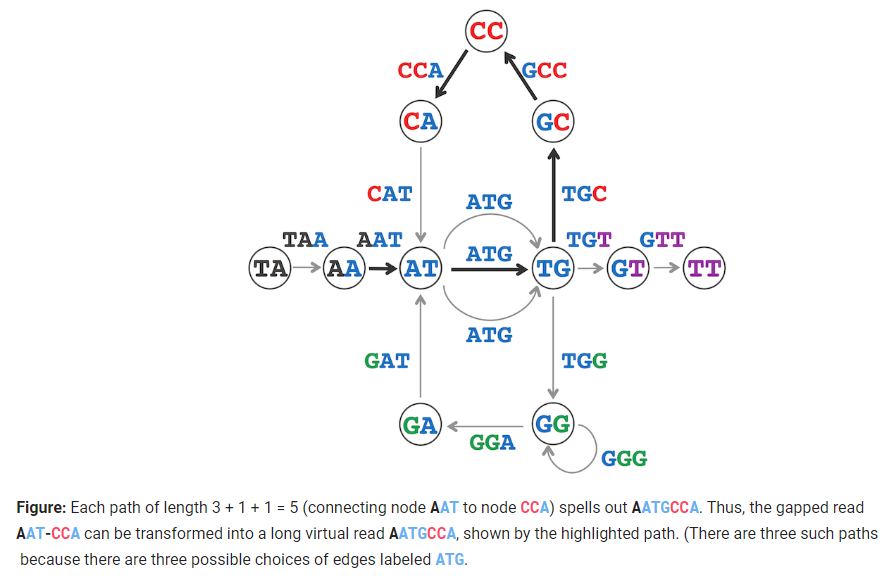 CC
CCA GCC
CA GC
CAT ATG TGC
TAA AAT ATG TGT GTT
TA AA AT TG GT TT
ATG
GAT TGG
GA GG
GGA
GGG
Figure: Each path of length 3 + 1 + 1 = 5 (connecting node AAT to node CCA) spells out AATGCCA. Thus, the gapped read
AAT-CCA can be transformed into a long virtual read AATGCCA, shown by the highlighted path. (There are three such paths
because there are three possible choices of edges labeled ATG.